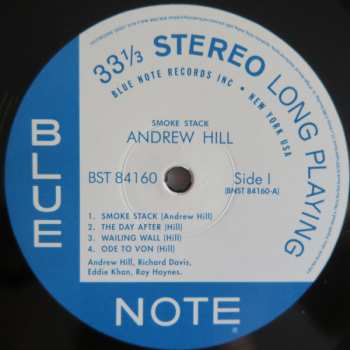 33⅓ STEREO LONG PLAYING
BLUE NOTE RECORDS INC • NEW YORK USA
SMOKE STACK
ANDREW HILL
BST 84160
Side I
(BNST 84160-A)
1. SMOKE STACK (Andrew Hill)
2. THE DAY AFTER (Hill)
3. WAILING WALL (Hill)
4. ODE TO VON (Hill)
Andrew Hill, Richard Davis,
Eddie Khan, Roy Haynes.
BLUE
NOTE